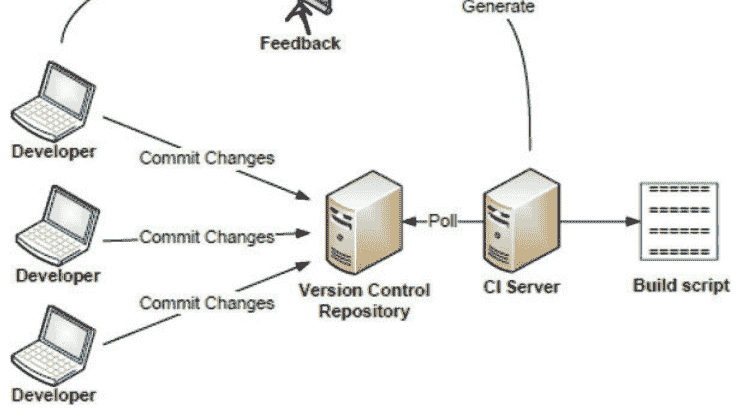 Generate
Feedback
Developer
Commit Changes
Developer
Commit Changes
Poll
Version Control
Repository
CI Server
Build script
Commit Changes
Developer